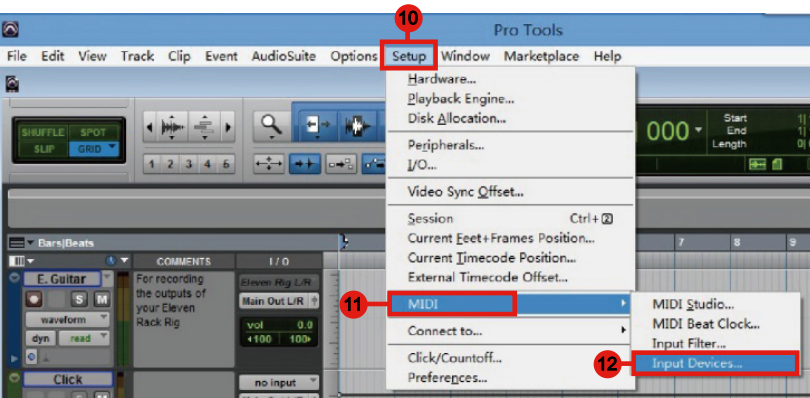 10
Pro Tools
File Edit View Track Clip Event AudioSuite Options Setup Window Marketplace Help
Hardware...
Playback Engine...
Disk Allocation...
Peripherals...
I/O...
Video Sync Offset...
Session Ctrl+2
Current Feet+Frames Position...
Current Timecode Position...
External Timecode Offset...
11
MIDI
Connect to...
Click/Countoff...
Preferences...
MIDI Studio...
MIDI Beat Clock...
Input Filter...
12
Input Devices...
SHUFFLE SPOT
SLIP GRID
1 2 3 4 5
000
Start
End
Length
Bars|Beats
7 8 9
COMMENTS I/O
E. Guitar
S M
waveform
dyn read
For recording
the outputs of
your Eleven
Rack Rig
Eleven Rig L/R
Main Out L/R
vol 0.0
100 100
Click
no input